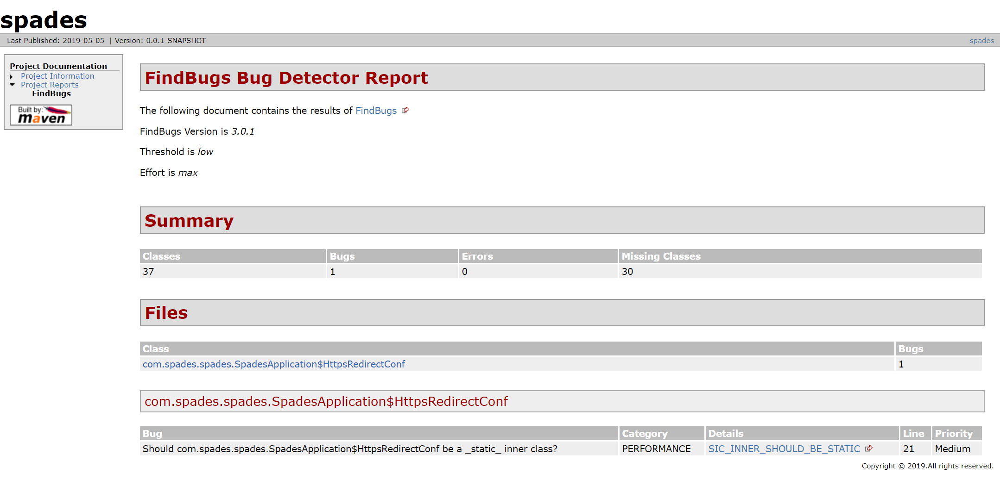 spades
Last Published: 2019-05-05 | Version: 0.0.1-SNAPSHOT spades
Project Documentation
Project Information
Project Reports
FindBugs
Built by:
maven
FindBugs Bug Detector Report
The following document contains the results of FindBugs
FindBugs Version is 3.0.1
Threshold is low
Effort is max
Summary
Classes Bugs Errors Missing Classes
37 1 0 30
Files
Class Bugs
com.spades.spades.SpadesApplication$HttpsRedirectConf 1
com.spades.spades.SpadesApplication$HttpsRedirectConf
Bug Category Details Line Priority
Should com.spades.spades.SpadesApplication$HttpsRedirectConf be a _static_ inner class? PERFORMANCE SIC_INNER_SHOULD_BE_STATIC 21 Medium
Copyright © 2019.All rights reserved.